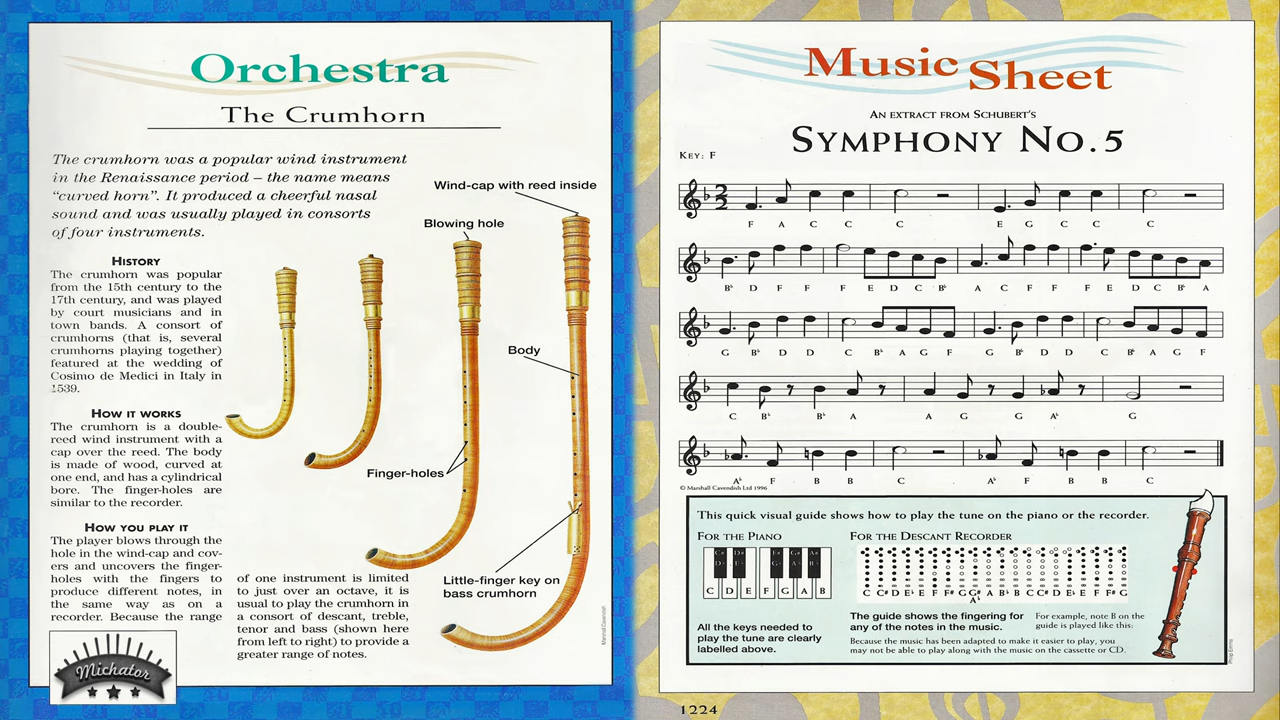 Orchestra
The Crumhorn
The crumhorn was a popular wind instrument
in the Renaissance period – the name means
“curved horn”. It produced a cheerful nasal
sound and was usually played in consorts
of four instruments.
HISTORY
The crumhorn was popular
from the 15th century to the
17th century, and was played
by court musicians and in
town bands. A consort of
crumhorns (that is, several
crumhorns playing together)
featured at the wedding of
Cosimo de Medici in Italy in
1539.
HOW IT WORKS
The crumhorn is a double-
reed wind instrument with a
cap over the reed. The body
is made of wood, curved at
one end, and has a cylindrical
bore. The finger-holes are
similar to the recorder.
HOW YOU PLAY IT
The player blows through the
hole in the wind-cap and cov-
ers and uncovers the finger-
holes with the fingers to
produce different notes, in
the same way as on a
recorder. Because the range
of one instrument is limited
to just over an octave, it is
usual to play the crumhorn in
a consort of descant, treble,
tenor and bass (shown here
from left to right) to provide a
greater range of notes.
Wind-cap with reed inside
Blowing hole
Body
Finger-holes
Little-finger key on
bass crumhorn
Marshall Cavendish
Michator
Music Sheet
AN EXTRACT FROM SCHUBERT'S
SYMPHONY NO. 5
KEY: F
F A C C C E G C C C
B♭ D F F F E D C B♭ A C F F F E D C B♭ A
G B♭ D D C B♭ A G F G B♭ D D C B♭ A G F
C B♭ B♭ A A G G A♭ G
A♭ F B B C A♭ F B B C
© Marshall Cavendish Ltd 1996
This quick visual guide shows how to play the tune on the piano or the recorder.
FOR THE PIANO
C# D# F# G# A#
D♭ E♭ G♭ A♭ B♭
C D E F G A B
All the keys needed to
play the tune are clearly
labelled above.
FOR THE DESCANT RECORDER
C C# D E♭ E F F# G G# A B♭ B C C# D E♭ E F F# G
A♭
The guide shows the fingering for
any of the notes in the music.
For example, note B on the
guide is played like this:
Because the music has been adapted to make it easier to play, you
may not be able to play along with the music on the cassette or CD.
1224